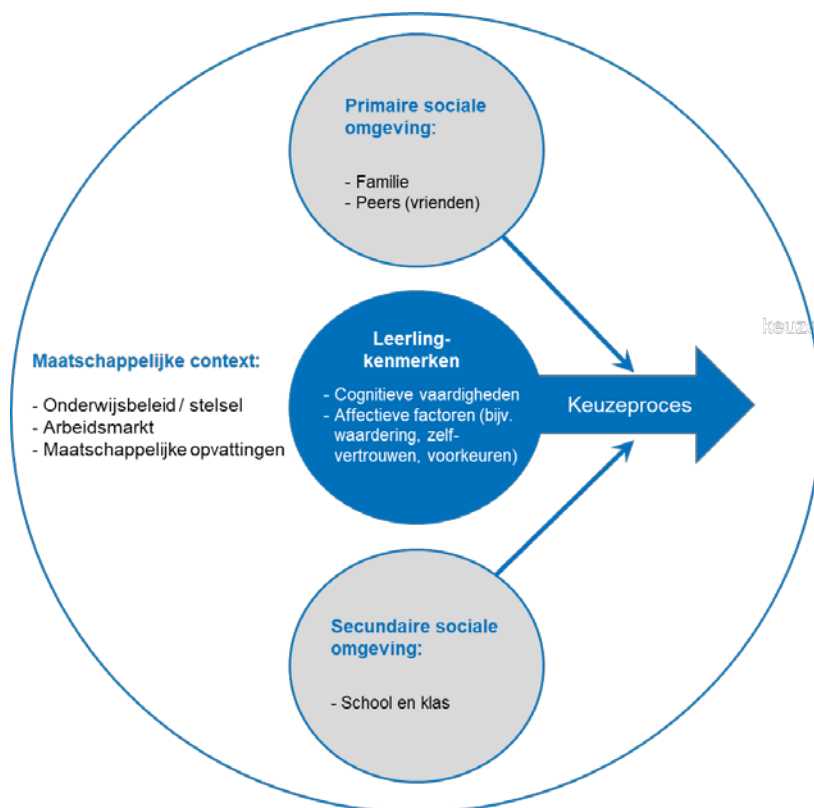 Primaire sociale
omgeving:
- Familie
- Peers (vrienden)
Maatschappelijke context:
- Onderwijsbeleid / stelsel
- Arbeidsmarkt
- Maatschappelijke opvattingen
Leerling-
kenmerken
- Cognitieve vaardigheden
- Affectieve factoren (bijv.
waardering, zelf-
vertrouwen, voorkeuren)
Keuzeproces
Secundaire sociale
omgeving:
- School en klas